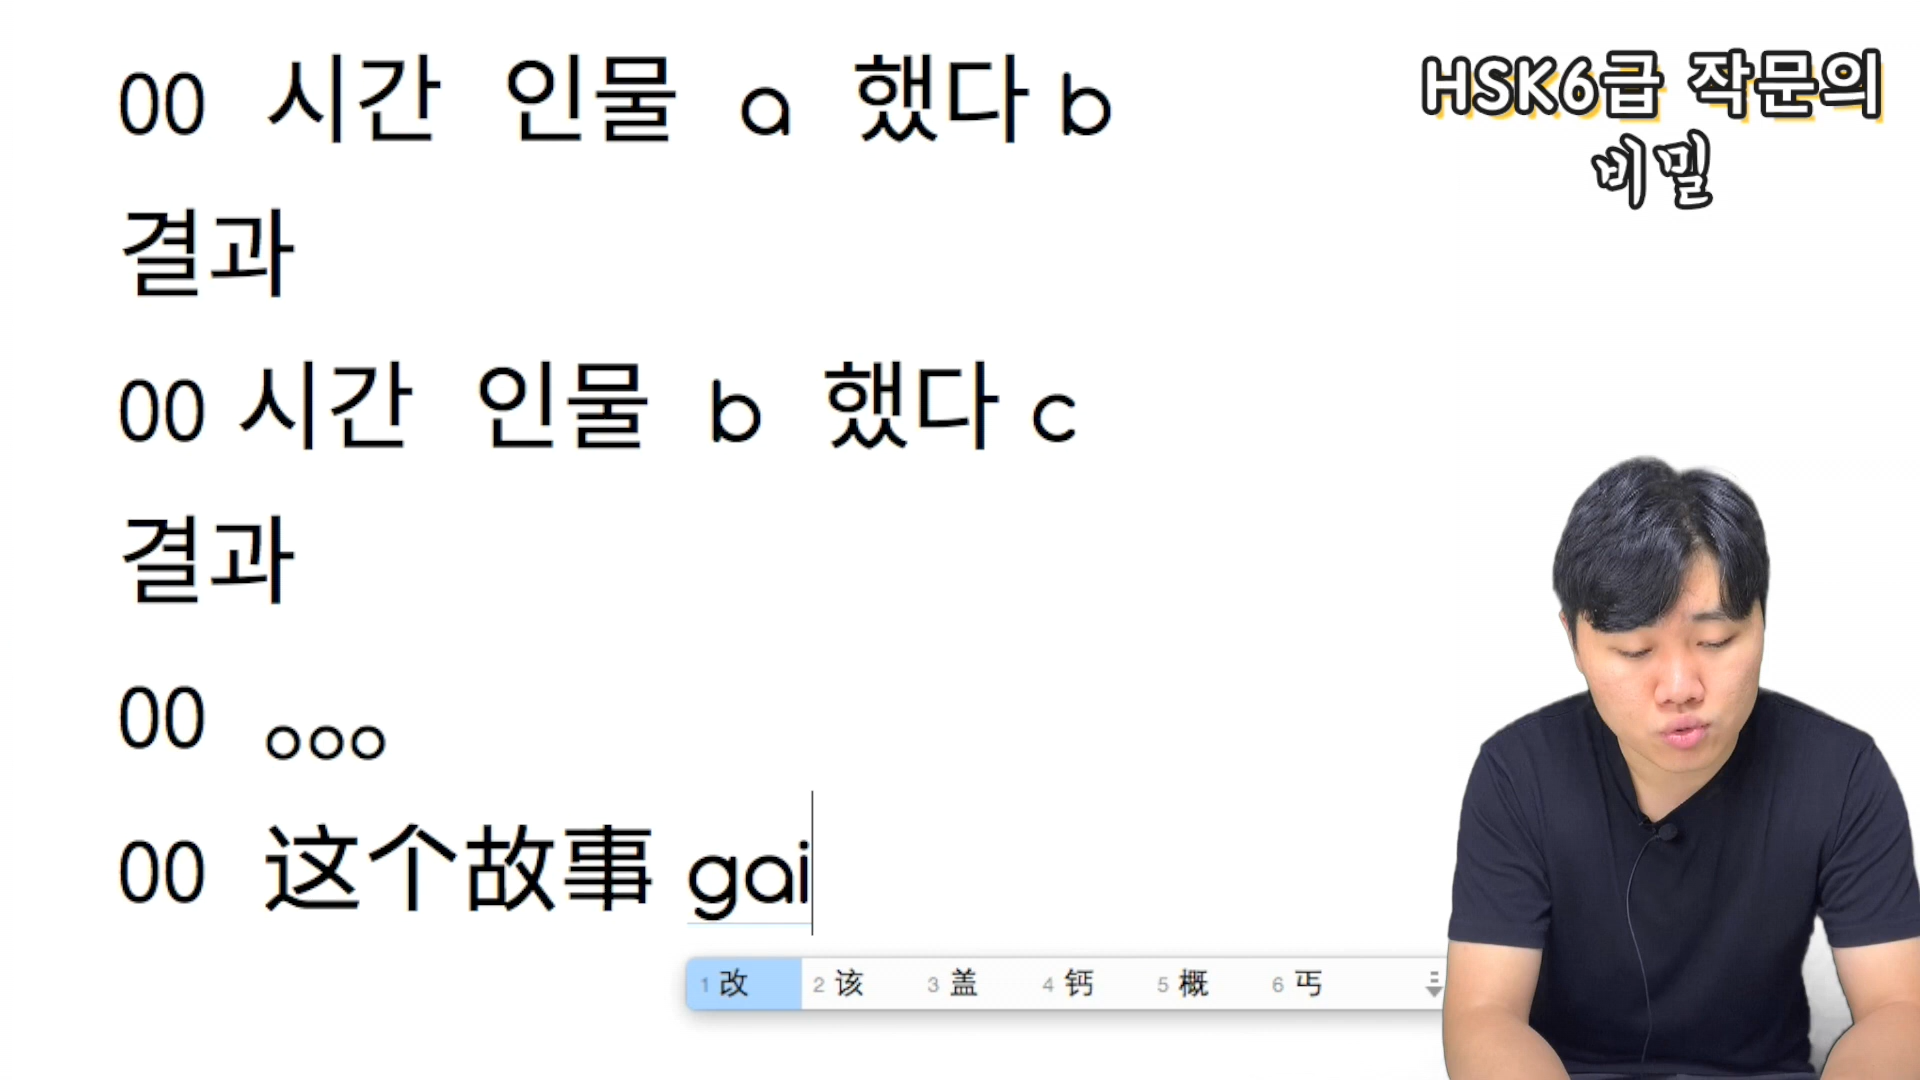 00 시간 인물 a 했다 b
결과
00 시간 인물 b 했다 c
결과
00 。。。
00 这个故事 gai
1 改 2 该 3 盖 4 钙 5 概 6 丐
HSK6급 작문의
비밀